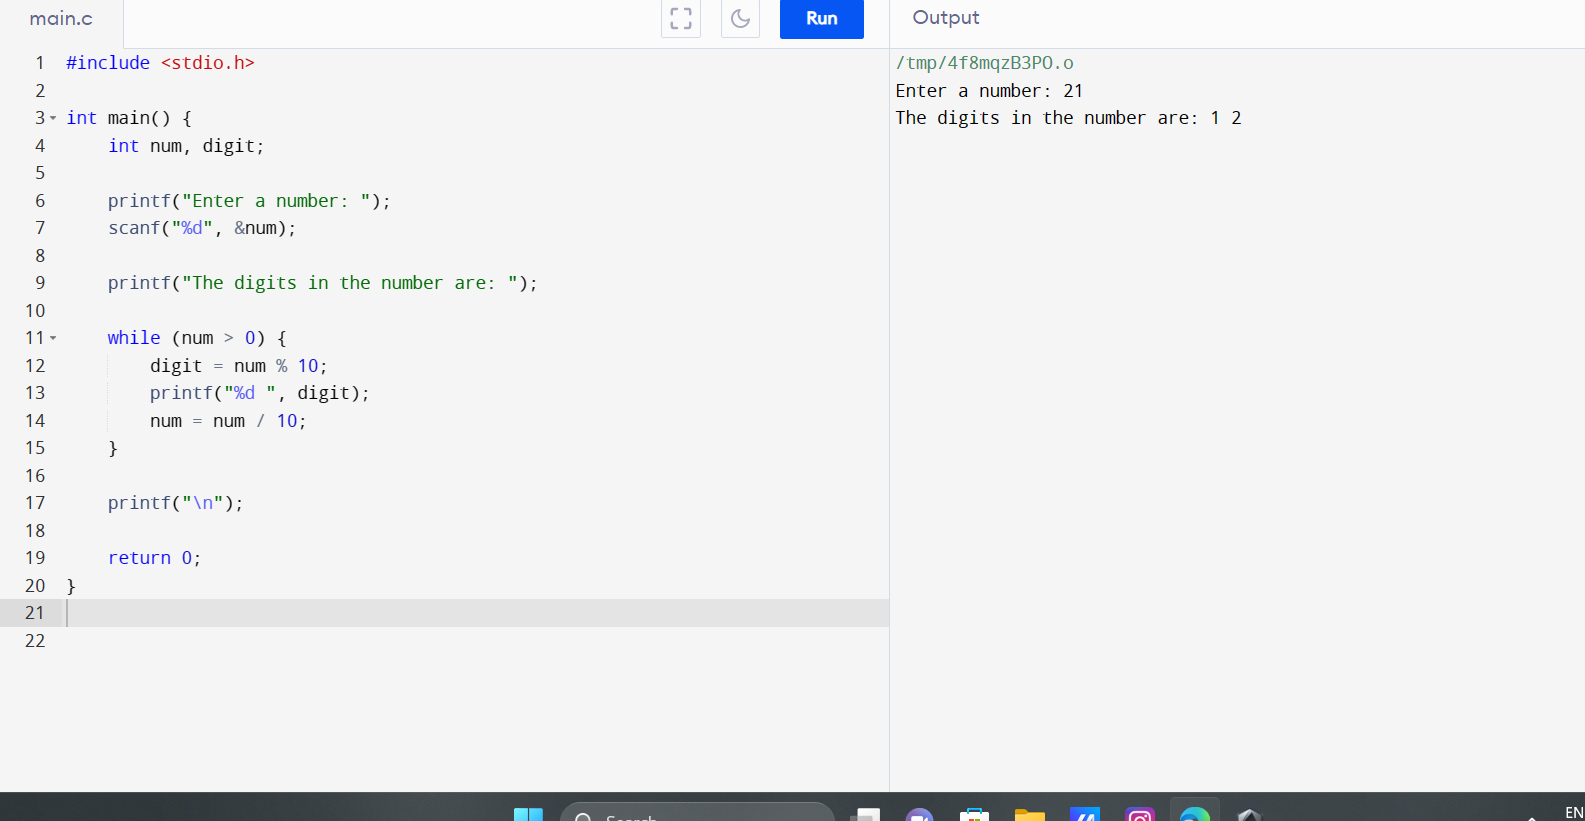 main.c
Run
Output
1 #include <stdio.h>
2
3 int main() {
4     int num, digit;
5
6     printf("Enter a number: ");
7     scanf("%d", &num);
8
9     printf("The digits in the number are: ");
10
11     while (num > 0) {
12         digit = num % 10;
13         printf("%d ", digit);
14         num = num / 10;
15     }
16
17     printf("\n");
18
19     return 0;
20 }
21
22
/tmp/4f8mqzB3PO.o
Enter a number: 21
The digits in the number are: 1 2
Search
EN